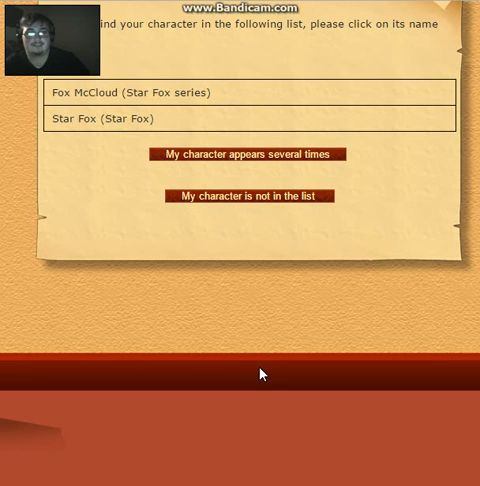 www.Bandicam.com
ind your character in the following list, please click on its name
Fox McCloud (Star Fox series)
Star Fox (Star Fox)
My character appears several times
My character is not in the list